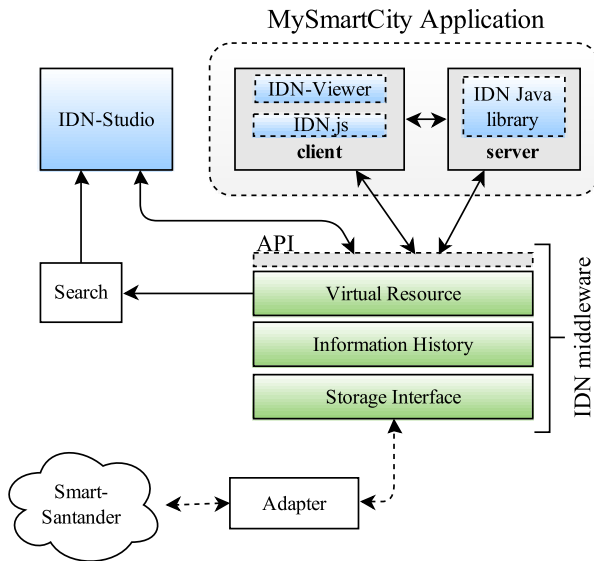 MySmartCity Application
IDN-Studio
IDN-Viewer
IDN.js
client
IDN Java
library
server
API
Search
Virtual Resource
Information History
Storage Interface
IDN middleware
Smart-
Santander
Adapter